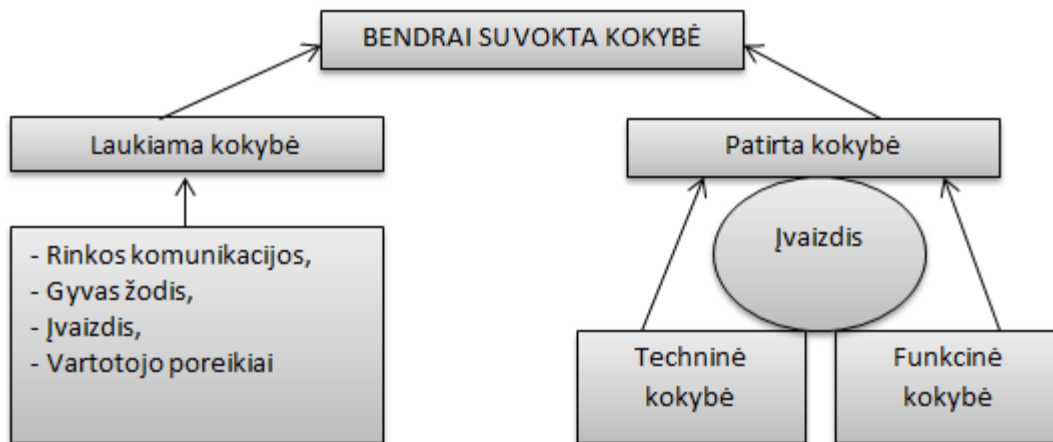 BENDRAI SUVOKTA KOKYBĖ
Laukiama kokybė
Patirta kokybė
- Rinkos komunikacijos,
- Gyvas žodis,
- Įvaizdis,
- Vartotojo poreikiai
Įvaizdis
Techninė
kokybė
Funkcinė
kokybė